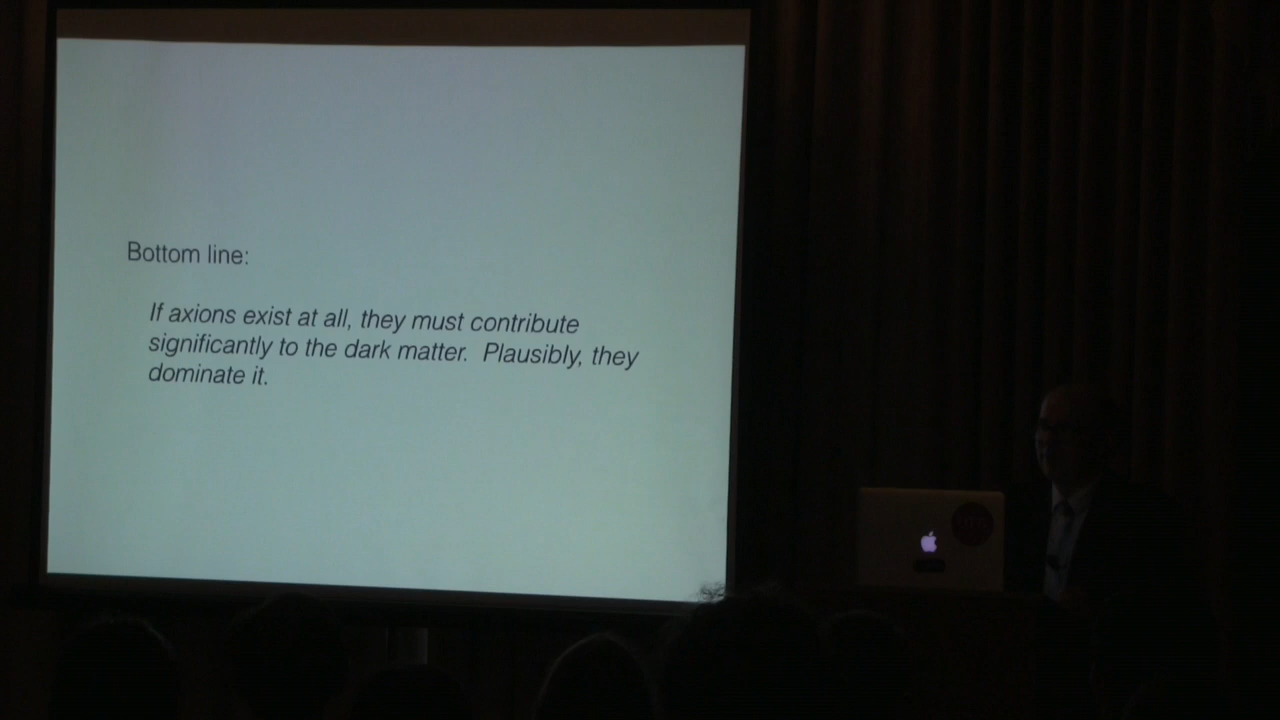 Bottom line:
If axions exist at all, they must contribute
significantly to the dark matter.  Plausibly, they
dominate it.